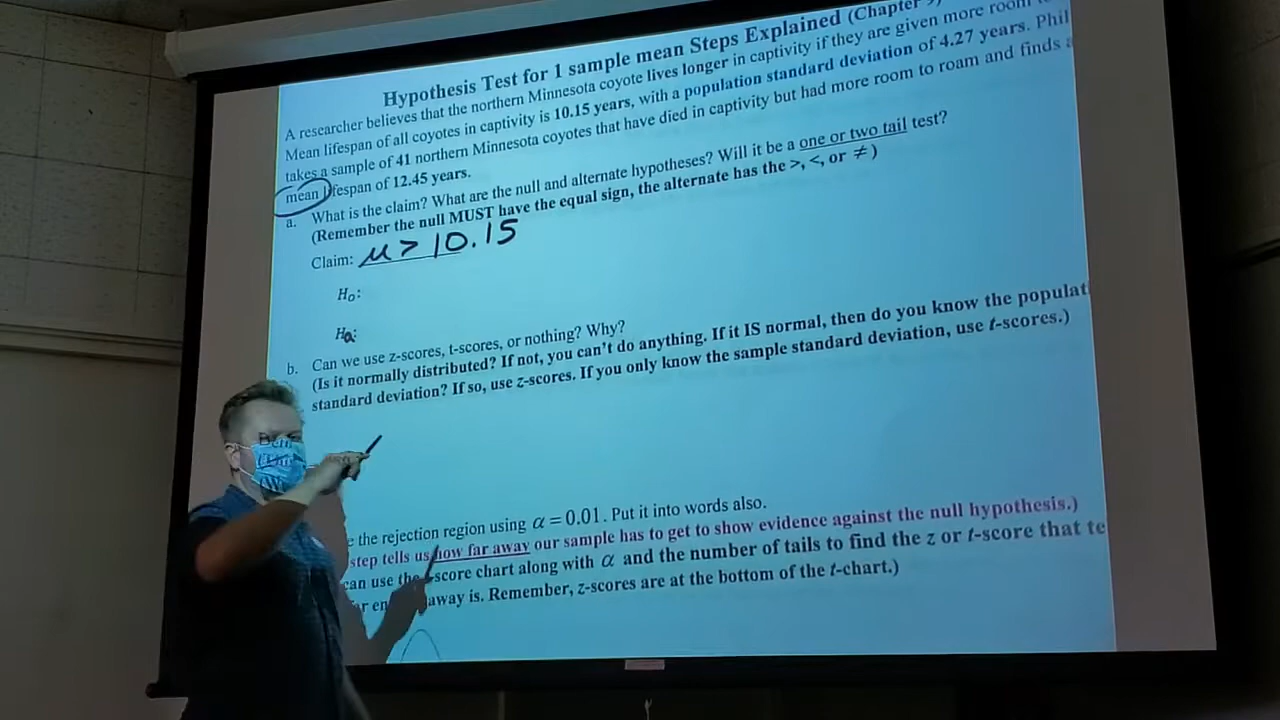 Hypothesis Test for 1 sample mean Steps Explained (Chapter
A researcher believes that the northern Minnesota coyote lives longer in captivity if they are given more room
Mean lifespan of all coyotes in captivity is 10.15 years, with a population standard deviation of 4.27 years. Phil
takes a sample of 41 northern Minnesota coyotes that have died in captivity but had more room to roam and finds
mean lifespan of 12.45 years.
a. What is the claim? What are the null and alternate hypotheses? Will it be a one or two tail test?
(Remember the null MUST have the equal sign, the alternate has the >, <, or ≠)
Claim: μ > 10.15
H₀:
Hₐ:
b. Can we use z-scores, t-scores, or nothing? Why?
(Is it normally distributed? If not, you can't do anything. If it IS normal, then do you know the populat
standard deviation? If so, use z-scores. If you only know the sample standard deviation, use t-scores.)
e the rejection region using α = 0.01. Put it into words also.
step tells us how far away our sample has to get to show evidence against the null hypothesis.)
can use the t-score chart along with α and the number of tails to find the z or t-score that te
away is. Remember, z-scores are at the bottom of the t-chart.)